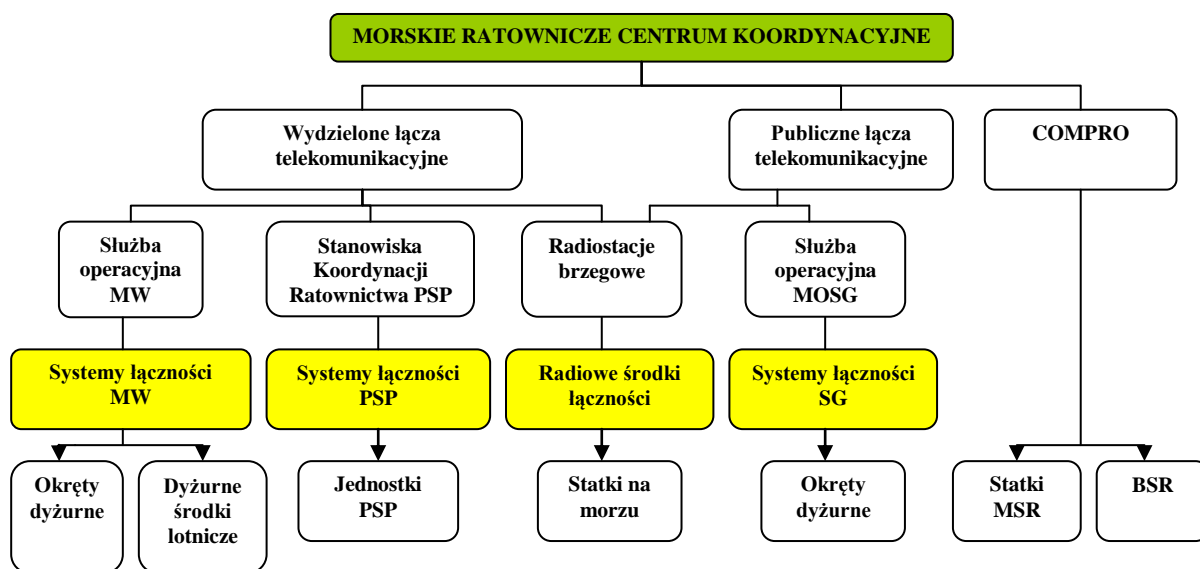 MORSKIE RATOWNICZE CENTRUM KOORDYNACYJNE
Wydzielone łącza
telekomunikacyjne
Publiczne łącza
telekomunikacyjne
COMPRO
Służba
operacyjna
MW
Stanowiska
Koordynacji
Ratownictwa PSP
Radiostacje
brzegowe
Służba
operacyjna
MOSG
Systemy łączności
MW
Systemy łączności
PSP
Radiowe środki
łączności
Systemy łączności
SG
Okręty
dyżurne
Dyżurne
środki
lotnicze
Jednostki
PSP
Statki na
morzu
Okręty
dyżurne
Statki
MSR
BSR